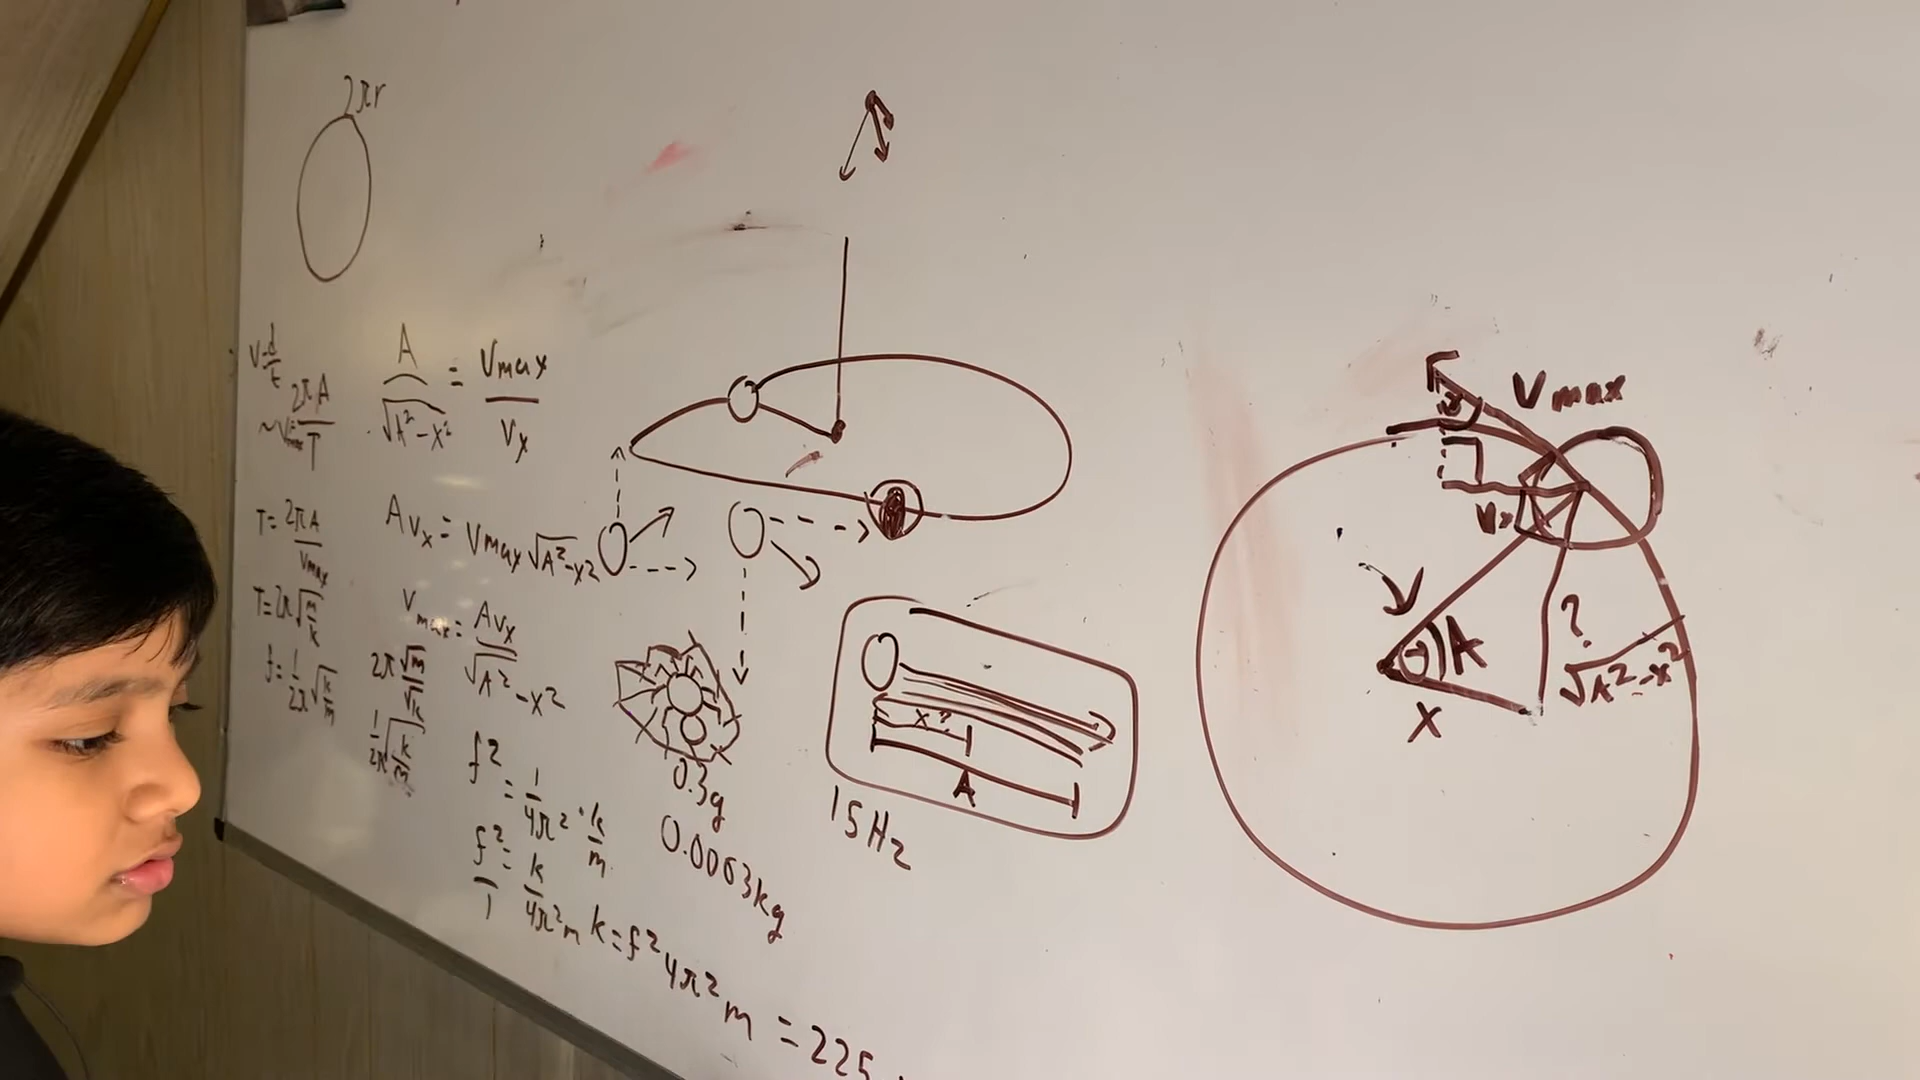 2πr
V=d/t
2πA/T
A/√A²-x² = Vmax/Vx
T=2πA/Vmax
AVx = Vmax√A²-x²
T=2π√m/k
Vmax = AVx/√A²-x²
f=1/2π√k/m
2π√m/√k
1/2π√k/m
f² = 1/4π² · k/m
f²/1 = k/4π²m
k=f²4π²m = 225
0.3g
0.0003kg
x?
A
15Hz
Vmax
Vx
A
?
√A²-x²
x